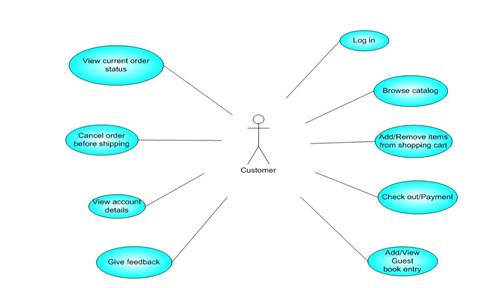 Log in
View current order
status
Browse catalog
Cancel order
before shipping
Add/Remove items
from shopping cart
Customer
View account
details
Check out/Payment
Give feedback
Add/View
Guest
book entry